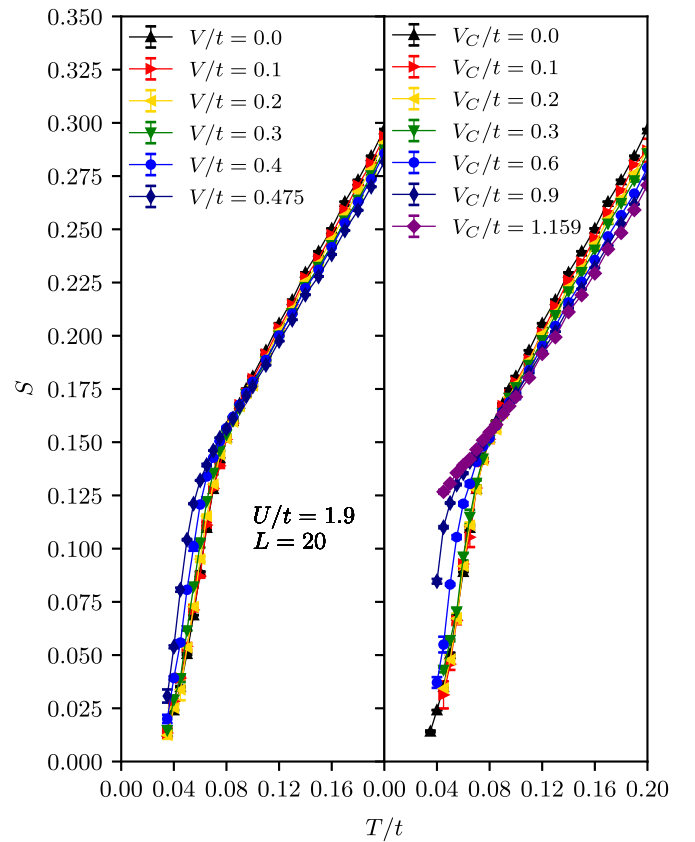 0.350
0.325
0.300
0.275
0.250
0.225
0.200
0.175
0.150
0.125
0.100
0.075
0.050
0.025
0.000
S
V/t = 0.0
V/t = 0.1
V/t = 0.2
V/t = 0.3
V/t = 0.4
V/t = 0.475
U/t = 1.9
L = 20
0.00 0.04 0.08 0.12 0.16
V_C/t = 0.0
V_C/t = 0.1
V_C/t = 0.2
V_C/t = 0.3
V_C/t = 0.6
V_C/t = 0.9
V_C/t = 1.159
0.00 0.04 0.08 0.12 0.16 0.20
T/t